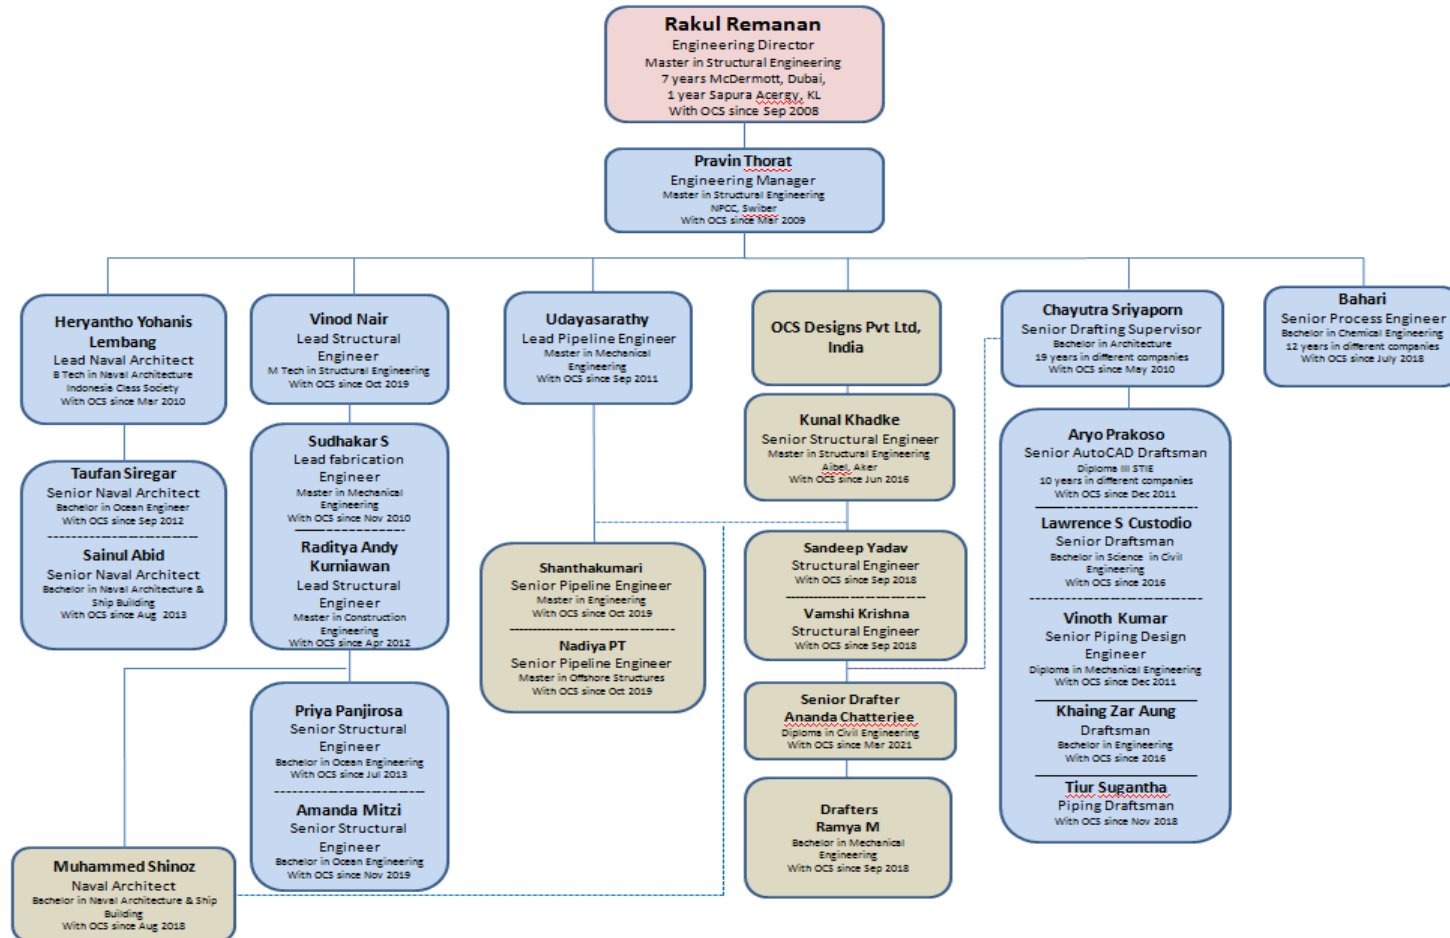 Rakul Remanan
Engineering Director
Master in Structural Engineering
7 years McDermott, Dubai,
1 year Sapura Acergy, KL
With OCS since Sep 2008
Pravin Thorat
Engineering Manager
Master in Structural Engineering
NPCC, Swiber
With OCS since Mar 2009
Heryantho Yohanis
Lembang
Lead Naval Architect
B Tech in Naval Architecture
Indonesia Class Society
With OCS since Mar 2010
Taufan Siregar
Senior Naval Architect
Bachelor in Ocean Engineer
With OCS since Sep 2012
Sainul Abid
Senior Naval Architect
Bachelor in Naval Architecture &
Ship Building
With OCS since Aug 2013
Vinod Nair
Lead Structural
Engineer
M Tech in Structural Engineering
With OCS since Oct 2019
Sudhakar S
Lead fabrication
Engineer
Master in Mechanical
Engineering
With OCS since Nov 2010
Raditya Andy
Kurniawan
Lead Structural
Engineer
Master in Construction
Engineering
With OCS since Apr 2012
Priya Panjirosa
Senior Structural
Engineer
Bachelor in Ocean Engineering
With OCS since Jul 2013
Amanda Mitzi
Senior Structural
Engineer
Bachelor in Ocean Engineering
With OCS since Nov 2019
Muhammed Shinoz
Naval Architect
Bachelor in Naval Architecture & Ship
Building
With OCS since Aug 2018
Udayasarathy
Lead Pipeline Engineer
Master in Mechanical
Engineering
With OCS since Sep 2011
Shanthakumari
Senior Pipeline Engineer
Master in Engineering
With OCS since Oct 2019
Nadiya PT
Senior Pipeline Engineer
Master in Offshore Structures
With OCS since Oct 2019
OCS Designs Pvt Ltd,
India
Kunal Khadke
Senior Structural Engineer
Master in Structural Engineering
Aibel, Aker
With OCS since Jun 2016
Sandeep Yadav
Structural Engineer
With OCS since Sep 2018
Vamshi Krishna
Structural Engineer
With OCS since Sep 2018
Senior Drafter
Ananda Chatterjee
Diploma in Civil Engineering
With OCS since Mar 2021
Drafters
Ramya M
Bachelor in Mechanical
Engineering
With OCS since Sep 2018
Chayutra Sriyaporn
Senior Drafting Supervisor
Bachelor in Architecture
19 years in different companies
With OCS since May 2010
Aryo Prakoso
Senior AutoCAD Draftsman
Diploma III STIE
10 years in different companies
With OCS since Dec 2011
Lawrence S Custodio
Senior Draftsman
Bachelor in Science in Civil
Engineering
With OCS since 2016
Vinoth Kumar
Senior Piping Design
Engineer
Diploma in Mechanical Engineering
With OCS since Dec 2011
Khaing Zar Aung
Draftsman
Bachelor in Engineering
With OCS since 2016
Tiur Sugantha
Piping Draftsman
With OCS since Nov 2018
Bahari
Senior Process Engineer
Bachelor in Chemical Engineering
12 years in different companies
With OCS since July 2018